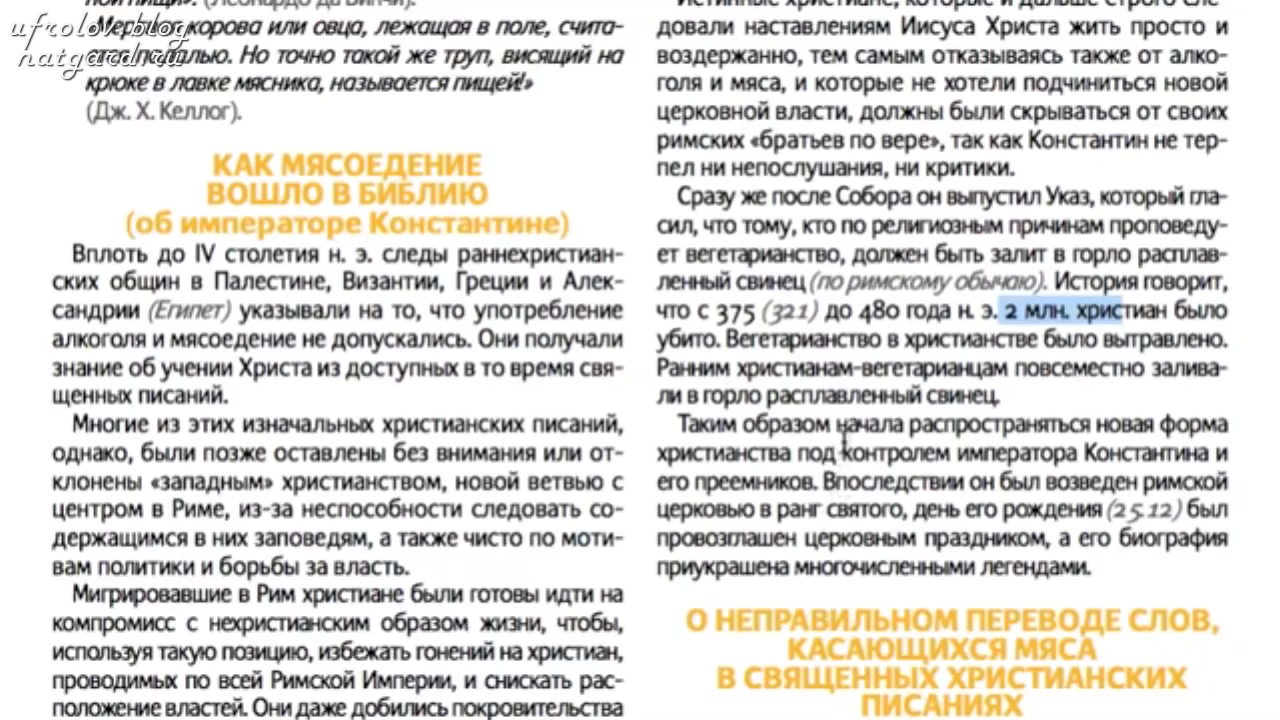 ufrolov.blog
natgard.ru
ной пищи». (Леонардо да Винчи).
корова или овца, лежащая в поле, счита-
падалью. Но точно такой же труп, висящий на
крюке в лавке мясника, называется пищей!»
(Дж. Х. Келлог).
КАК МЯСОЕДЕНИЕ
ВОШЛО В БИБЛИЮ
(об императоре Константине)
Вплоть до IV столетия н. э. следы раннехристиан-
ских общин в Палестине, Византии, Греции и Алек-
сандрии (Египет) указывали на то, что употребление
алкоголя и мясоедение не допускались. Они получали
знание об учении Христа из доступных в то время свя-
щенных писаний.
Многие из этих изначальных христианских писаний,
однако, были позже оставлены без внимания или от-
клонены «западным» христианством, новой ветвью с
центром в Риме, из-за неспособности следовать со-
держащимся в них заповедям, а также чисто по моти-
вам политики и борьбы за власть.
Мигрировавшие в Рим христиане были готовы идти на
компромисс с нехристианским образом жизни, чтобы,
используя такую позицию, избежать гонений на христиан,
проводимых по всей Римской Империи, и снискать рас-
положение властей. Они даже добились покровительства
Истинные христиане, которые и дальше строго сле-
довали наставлениям Иисуса Христа жить просто и
воздержанно, тем самым отказываясь также от алко-
голя и мяса, и которые не хотели подчиниться новой
церковной власти, должны были скрываться от своих
римских «братьев по вере», так как Константин не тер-
пел ни непослушания, ни критики.
Сразу же после Собора он выпустил Указ, который гла-
сил, что тому, кто по религиозным причинам проповеду-
ет вегетарианство, должен быть залит в горло расплав-
ленный свинец (по римскому обычаю). История говорит,
что с 375 (321) до 480 года н. э. 2 млн. христиан было
убито. Вегетарианство в христианстве было вытравлено.
Ранним христианам-вегетарианцам повсеместно залива-
ли в горло расплавленный свинец.
Таким образом начала распространяться новая форма
христианства под контролем императора Константина и
его преемников. Впоследствии он был возведен римской
церковью в ранг святого, день его рождения (25.12) был
провозглашен церковным праздником, а его биография
приукрашена многочисленными легендами.
О НЕПРАВИЛЬНОМ ПЕРЕВОДЕ СЛОВ,
КАСАЮЩИХСЯ МЯСА
В СВЯЩЕННЫХ ХРИСТИАНСКИХ
ПИСАНИЯХ